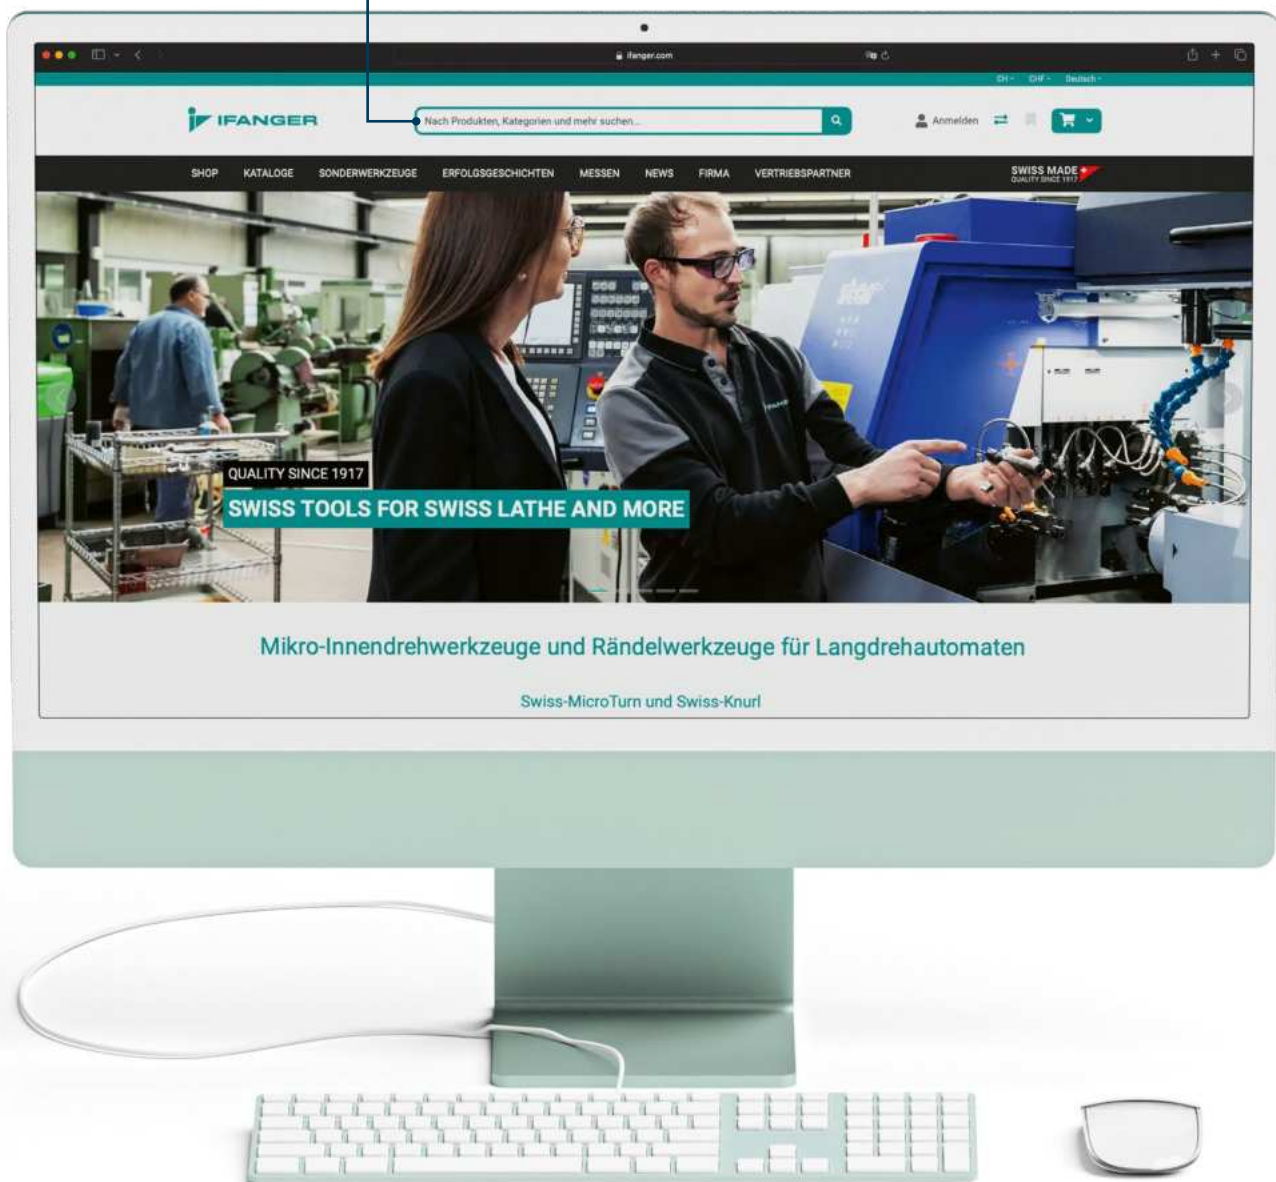 ifanger.com
CH
CHF
Deutsch
IFANGER
Nach Produkten, Kategorien und mehr suchen...
Anmelden
SHOP
KATALOGE
SONDERWERKZEUGE
ERFOLGSGESCHICHTEN
MESSEN
NEWS
FIRMA
VERTRIEBSPARTNER
SWISS MADE
QUALITY SINCE 1917
QUALITY SINCE 1917
SWISS TOOLS FOR SWISS LATHE AND MORE
Mikro-Innendrehwerkzeuge und Rändelwerkzeuge für Langdrehautomaten
Swiss-MicroTurn und Swiss-Knurl